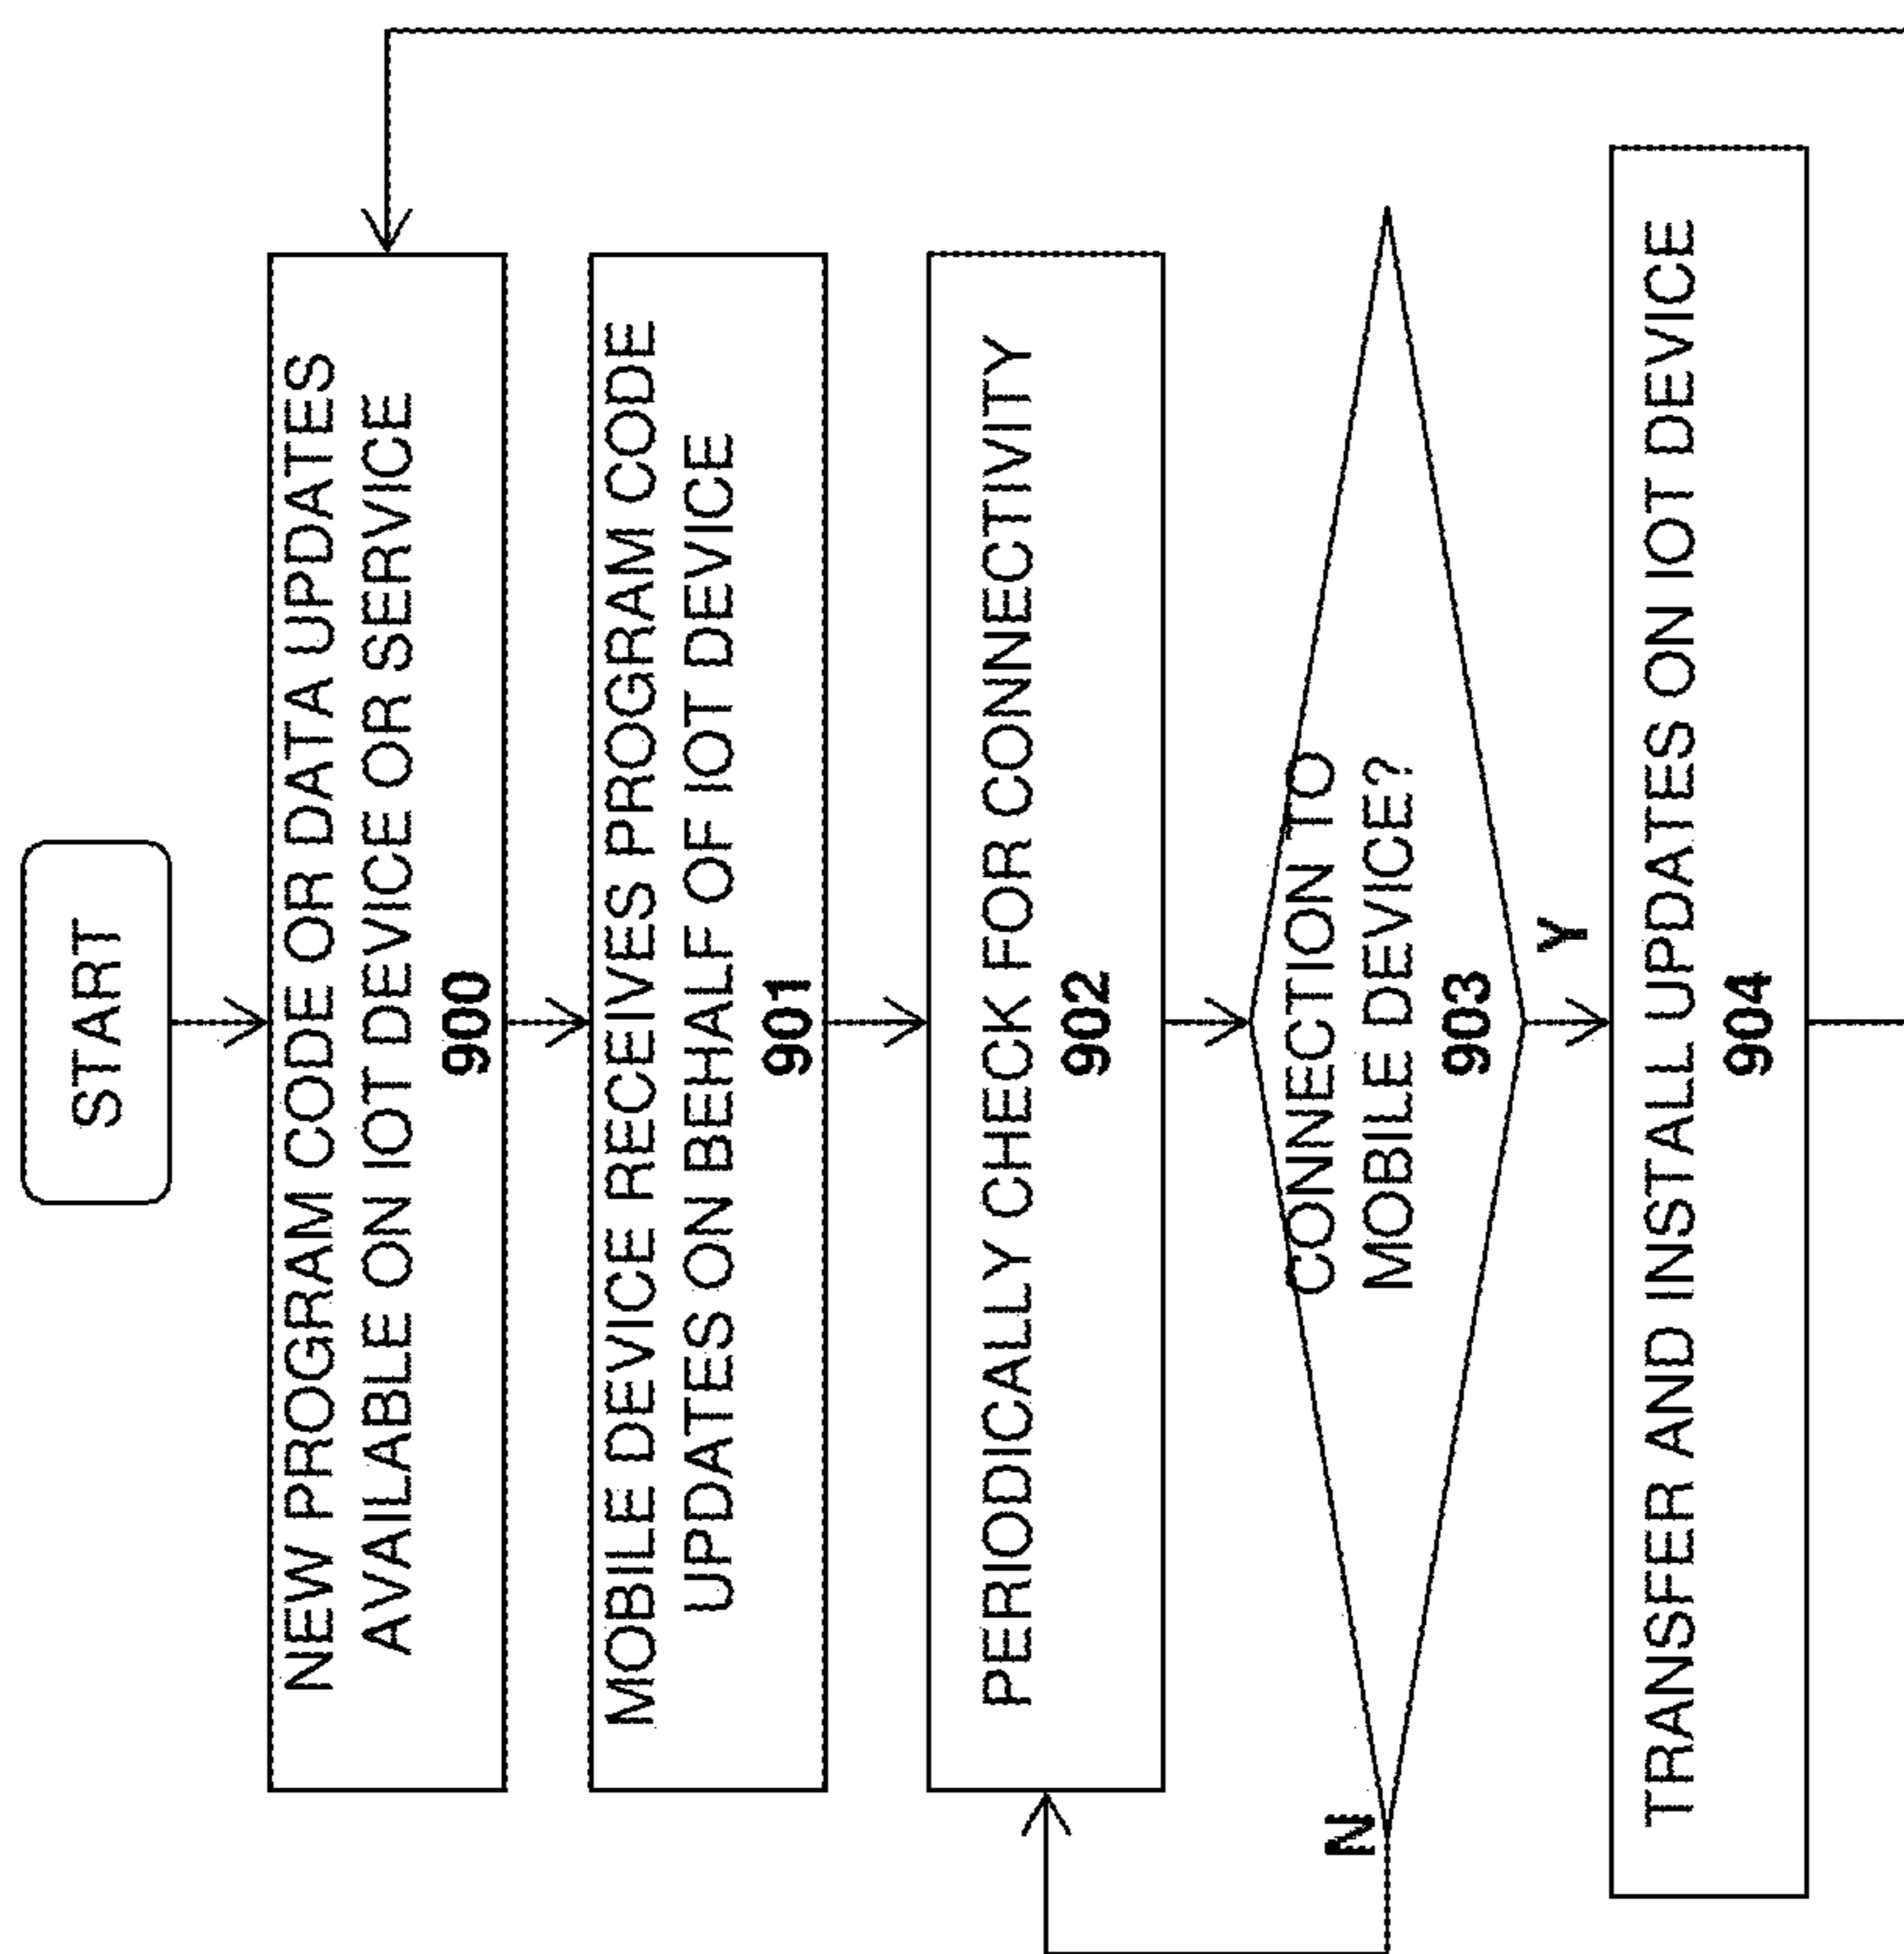 START
NEW PROGRAM CODE OR DATA UPDATES
AVAILABLE ON IOT DEVICE OR SERVICE
900
MOBILE DEVICE RECEIVES PROGRAM CODE
UPDATES ON BEHALF OF IOT DEVICE
901
PERIODICALLY CHECK FOR CONNECTIVITY
902
CONNECTION TO
MOBILE DEVICE?
903
N
Y
TRANSFER AND INSTALL UPDATES ON IOT DEVICE
904